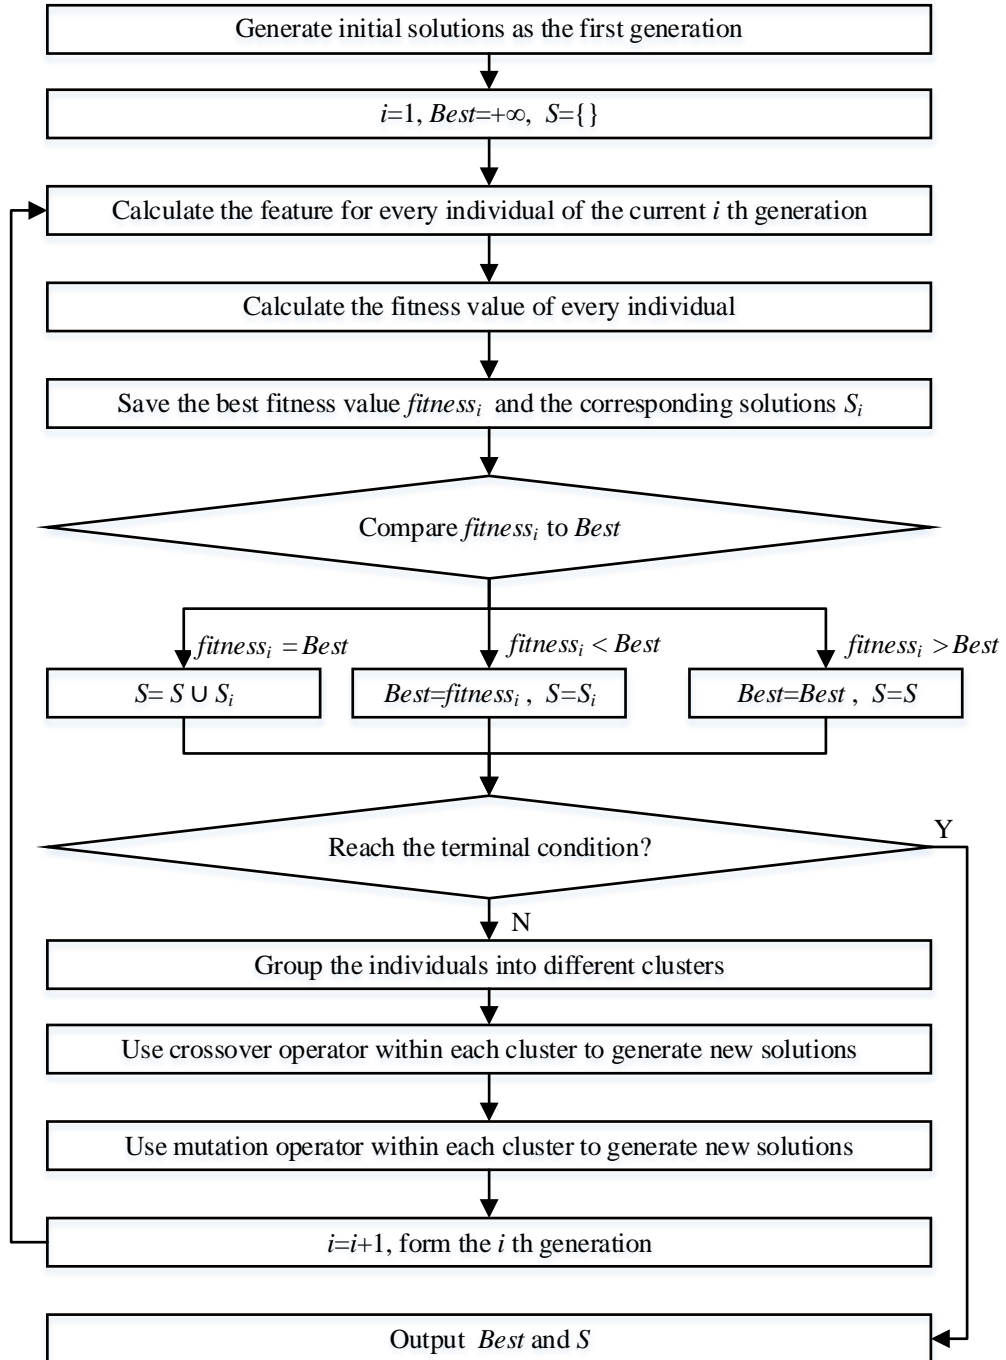 Generate initial solutions as the first generation
i=1, Best=+∞, S={}
Calculate the feature for every individual of the current i th generation
Calculate the fitness value of every individual
Save the best fitness value fitnessᵢ and the corresponding solutions Sᵢ
Compare fitnessᵢ to Best
fitnessᵢ = Best
fitnessᵢ < Best
fitnessᵢ > Best
S= S ∪ Sᵢ
Best=fitnessᵢ , S=Sᵢ
Best=Best , S=S
Reach the terminal condition?
Y
N
Group the individuals into different clusters
Use crossover operator within each cluster to generate new solutions
Use mutation operator within each cluster to generate new solutions
i=i+1, form the i th generation
Output Best and S